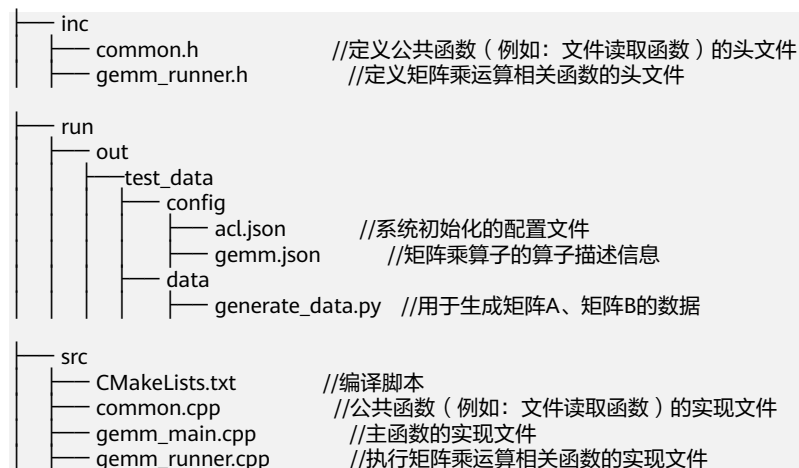 ├── inc
│   ├── common.h                 //定义公共函数（例如：文件读取函数）的头文件
│   ├── gemm_runner.h            //定义矩阵乘运算相关函数的头文件
├── run
│   ├── out
│   │   ├──test_data
│   │   │   ├── config
│   │   │   │   ├── acl.json           //系统初始化的配置文件
│   │   │   │   ├── gemm.json         //矩阵乘算子的算子描述信息
│   │   │   ├── data
│   │   │   │   ├── generate_data.py   //用于生成矩阵A、矩阵B的数据
├── src
│   ├── CMakeLists.txt             //编译脚本
│   ├── common.cpp               //公共函数（例如：文件读取函数）的实现文件
│   ├── gemm_main.cpp           //主函数的实现文件
│   ├── gemm_runner.cpp         //执行矩阵乘运算相关函数的实现文件